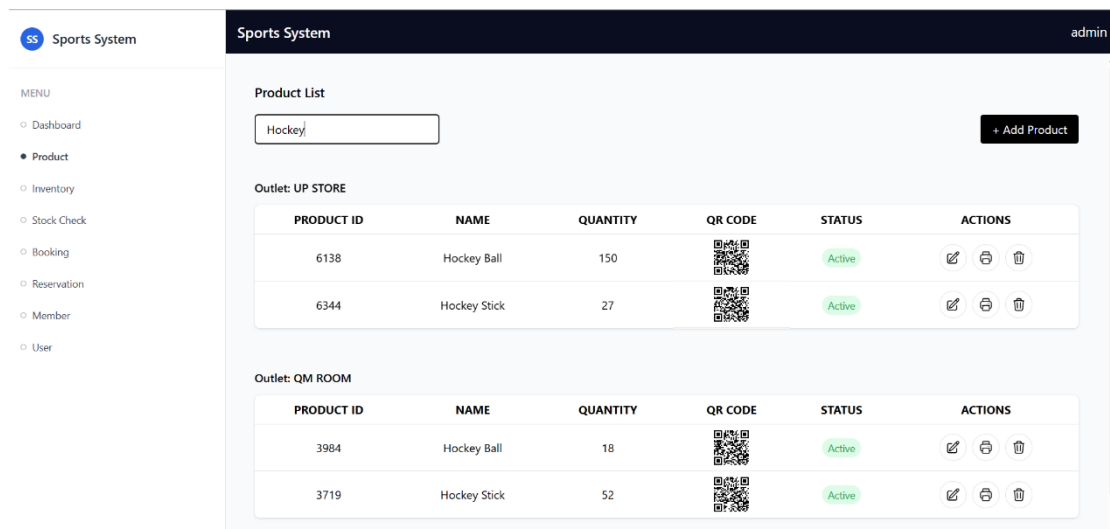 SS Sports System
Sports System
admin
MENU
Dashboard
Product
Inventory
Stock Check
Booking
Reservation
Member
User
Product List
Hockey
+ Add Product
Outlet: UP STORE
PRODUCT ID NAME QUANTITY QR CODE STATUS ACTIONS
6138 Hockey Ball 150 Active
6344 Hockey Stick 27 Active
Outlet: QM ROOM
PRODUCT ID NAME QUANTITY QR CODE STATUS ACTIONS
3984 Hockey Ball 18 Active
3719 Hockey Stick 52 Active